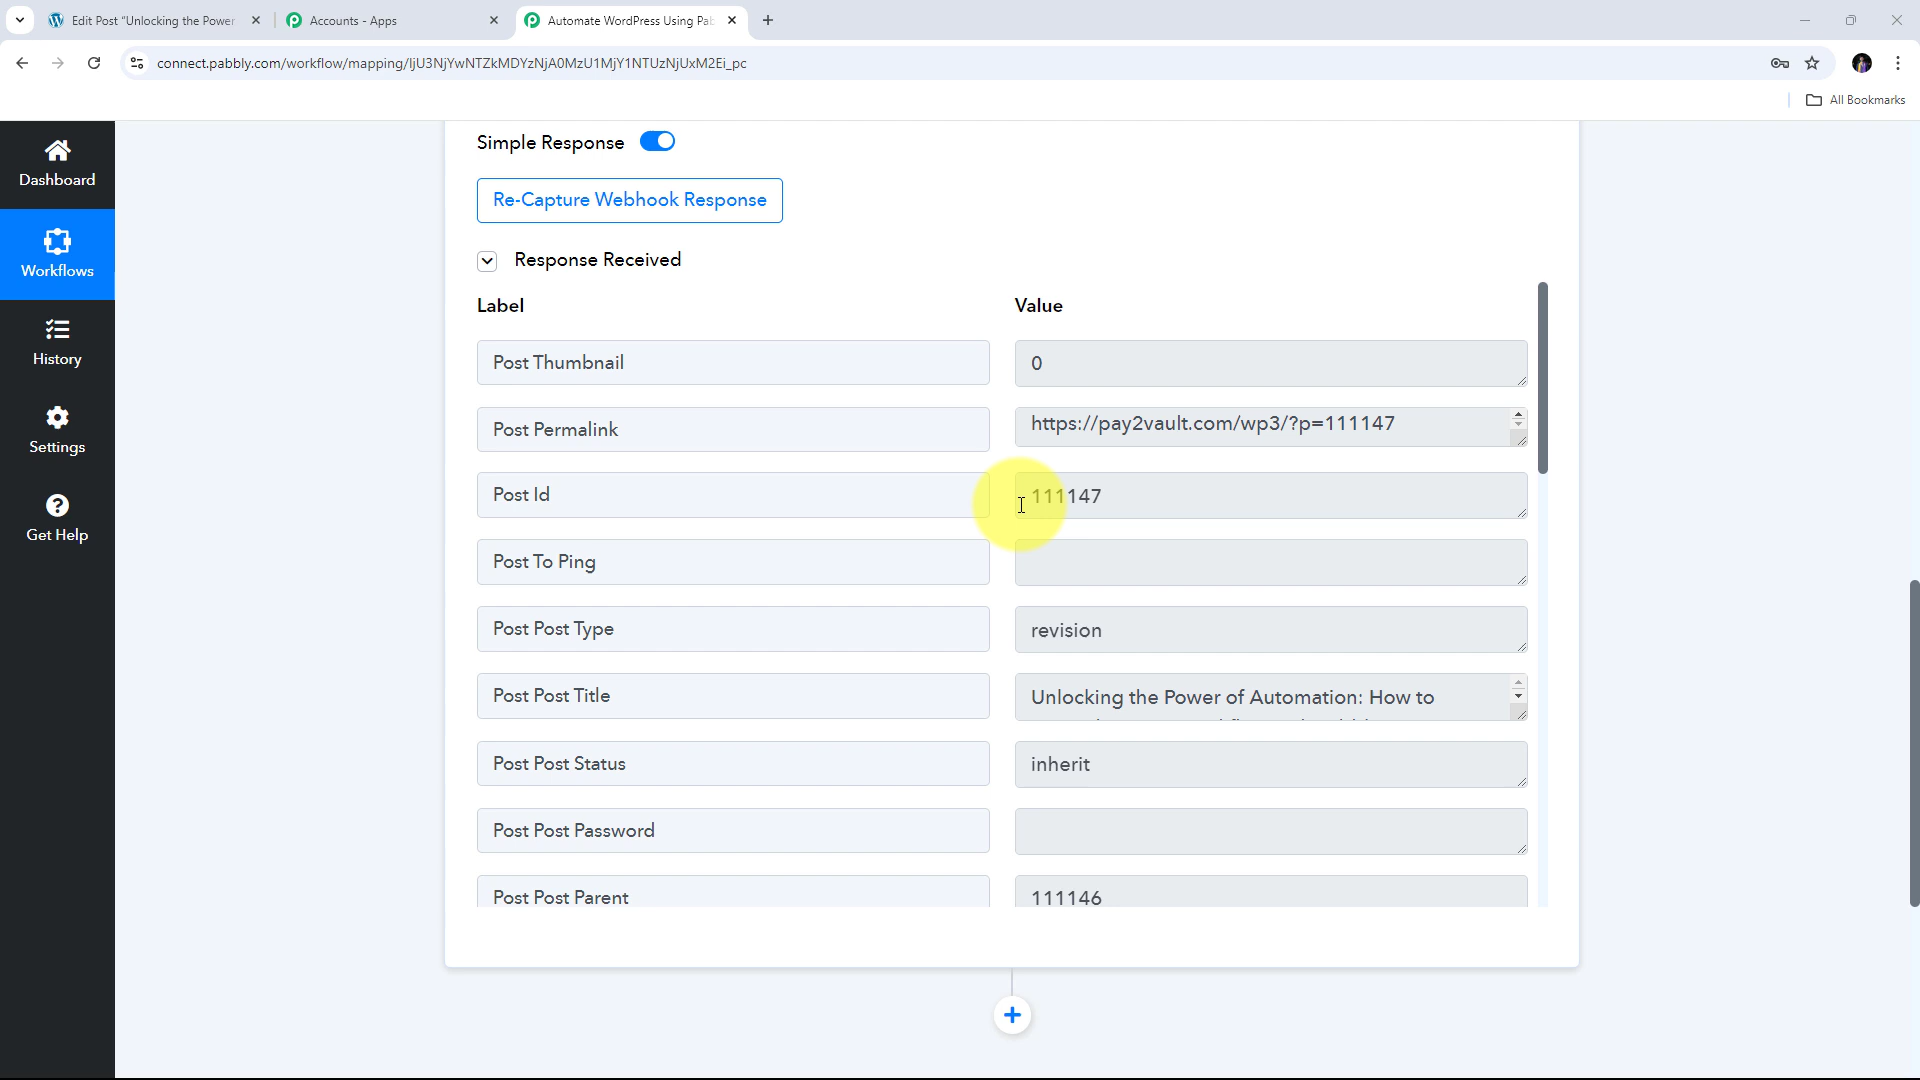 Edit Post "Unlocking the Power
Accounts - Apps
Automate WordPress Using Pab
connect.pabbly.com/workflow/mapping/IjU3NjYwNTZkMDYzNjA0MzU1MjY1NTUzNjUxM2Ei_pc
All Bookmarks
Dashboard
Workflows
History
Settings
Get Help
Simple Response
Re-Capture Webhook Response
Response Received
Label Value
Post Thumbnail 0
Post Permalink https://pay2vault.com/wp3/?p=111147
Post Id 111147
Post To Ping
Post Post Type revision
Post Post Title Unlocking the Power of Automation: How to
Post Post Status inherit
Post Post Password
Post Post Parent 111146